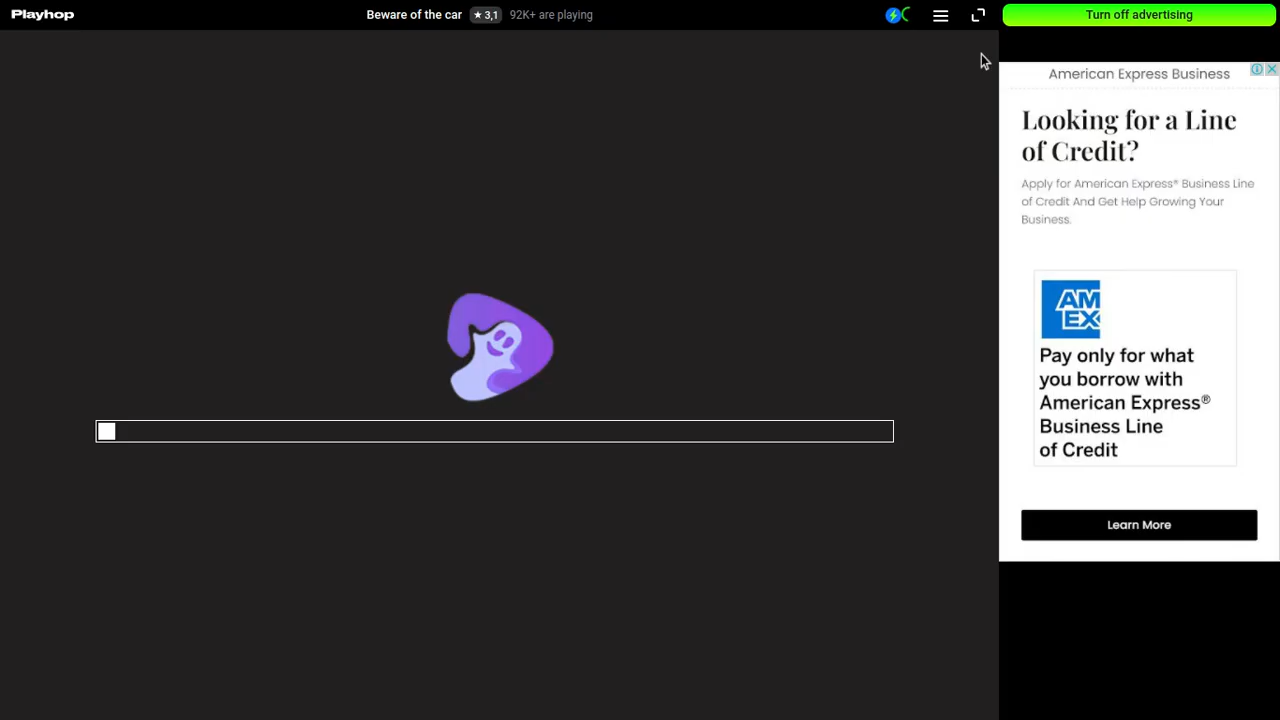 Playhop
Beware of the car ★ 3,1 92K+ are playing
Turn off advertising
American Express Business
Looking for a Line
of Credit?
Apply for American Express® Business Line
of Credit And Get Help Growing Your
Business.
AM
EX
Pay only for what
you borrow with
American Express®
Business Line
of Credit
Learn More